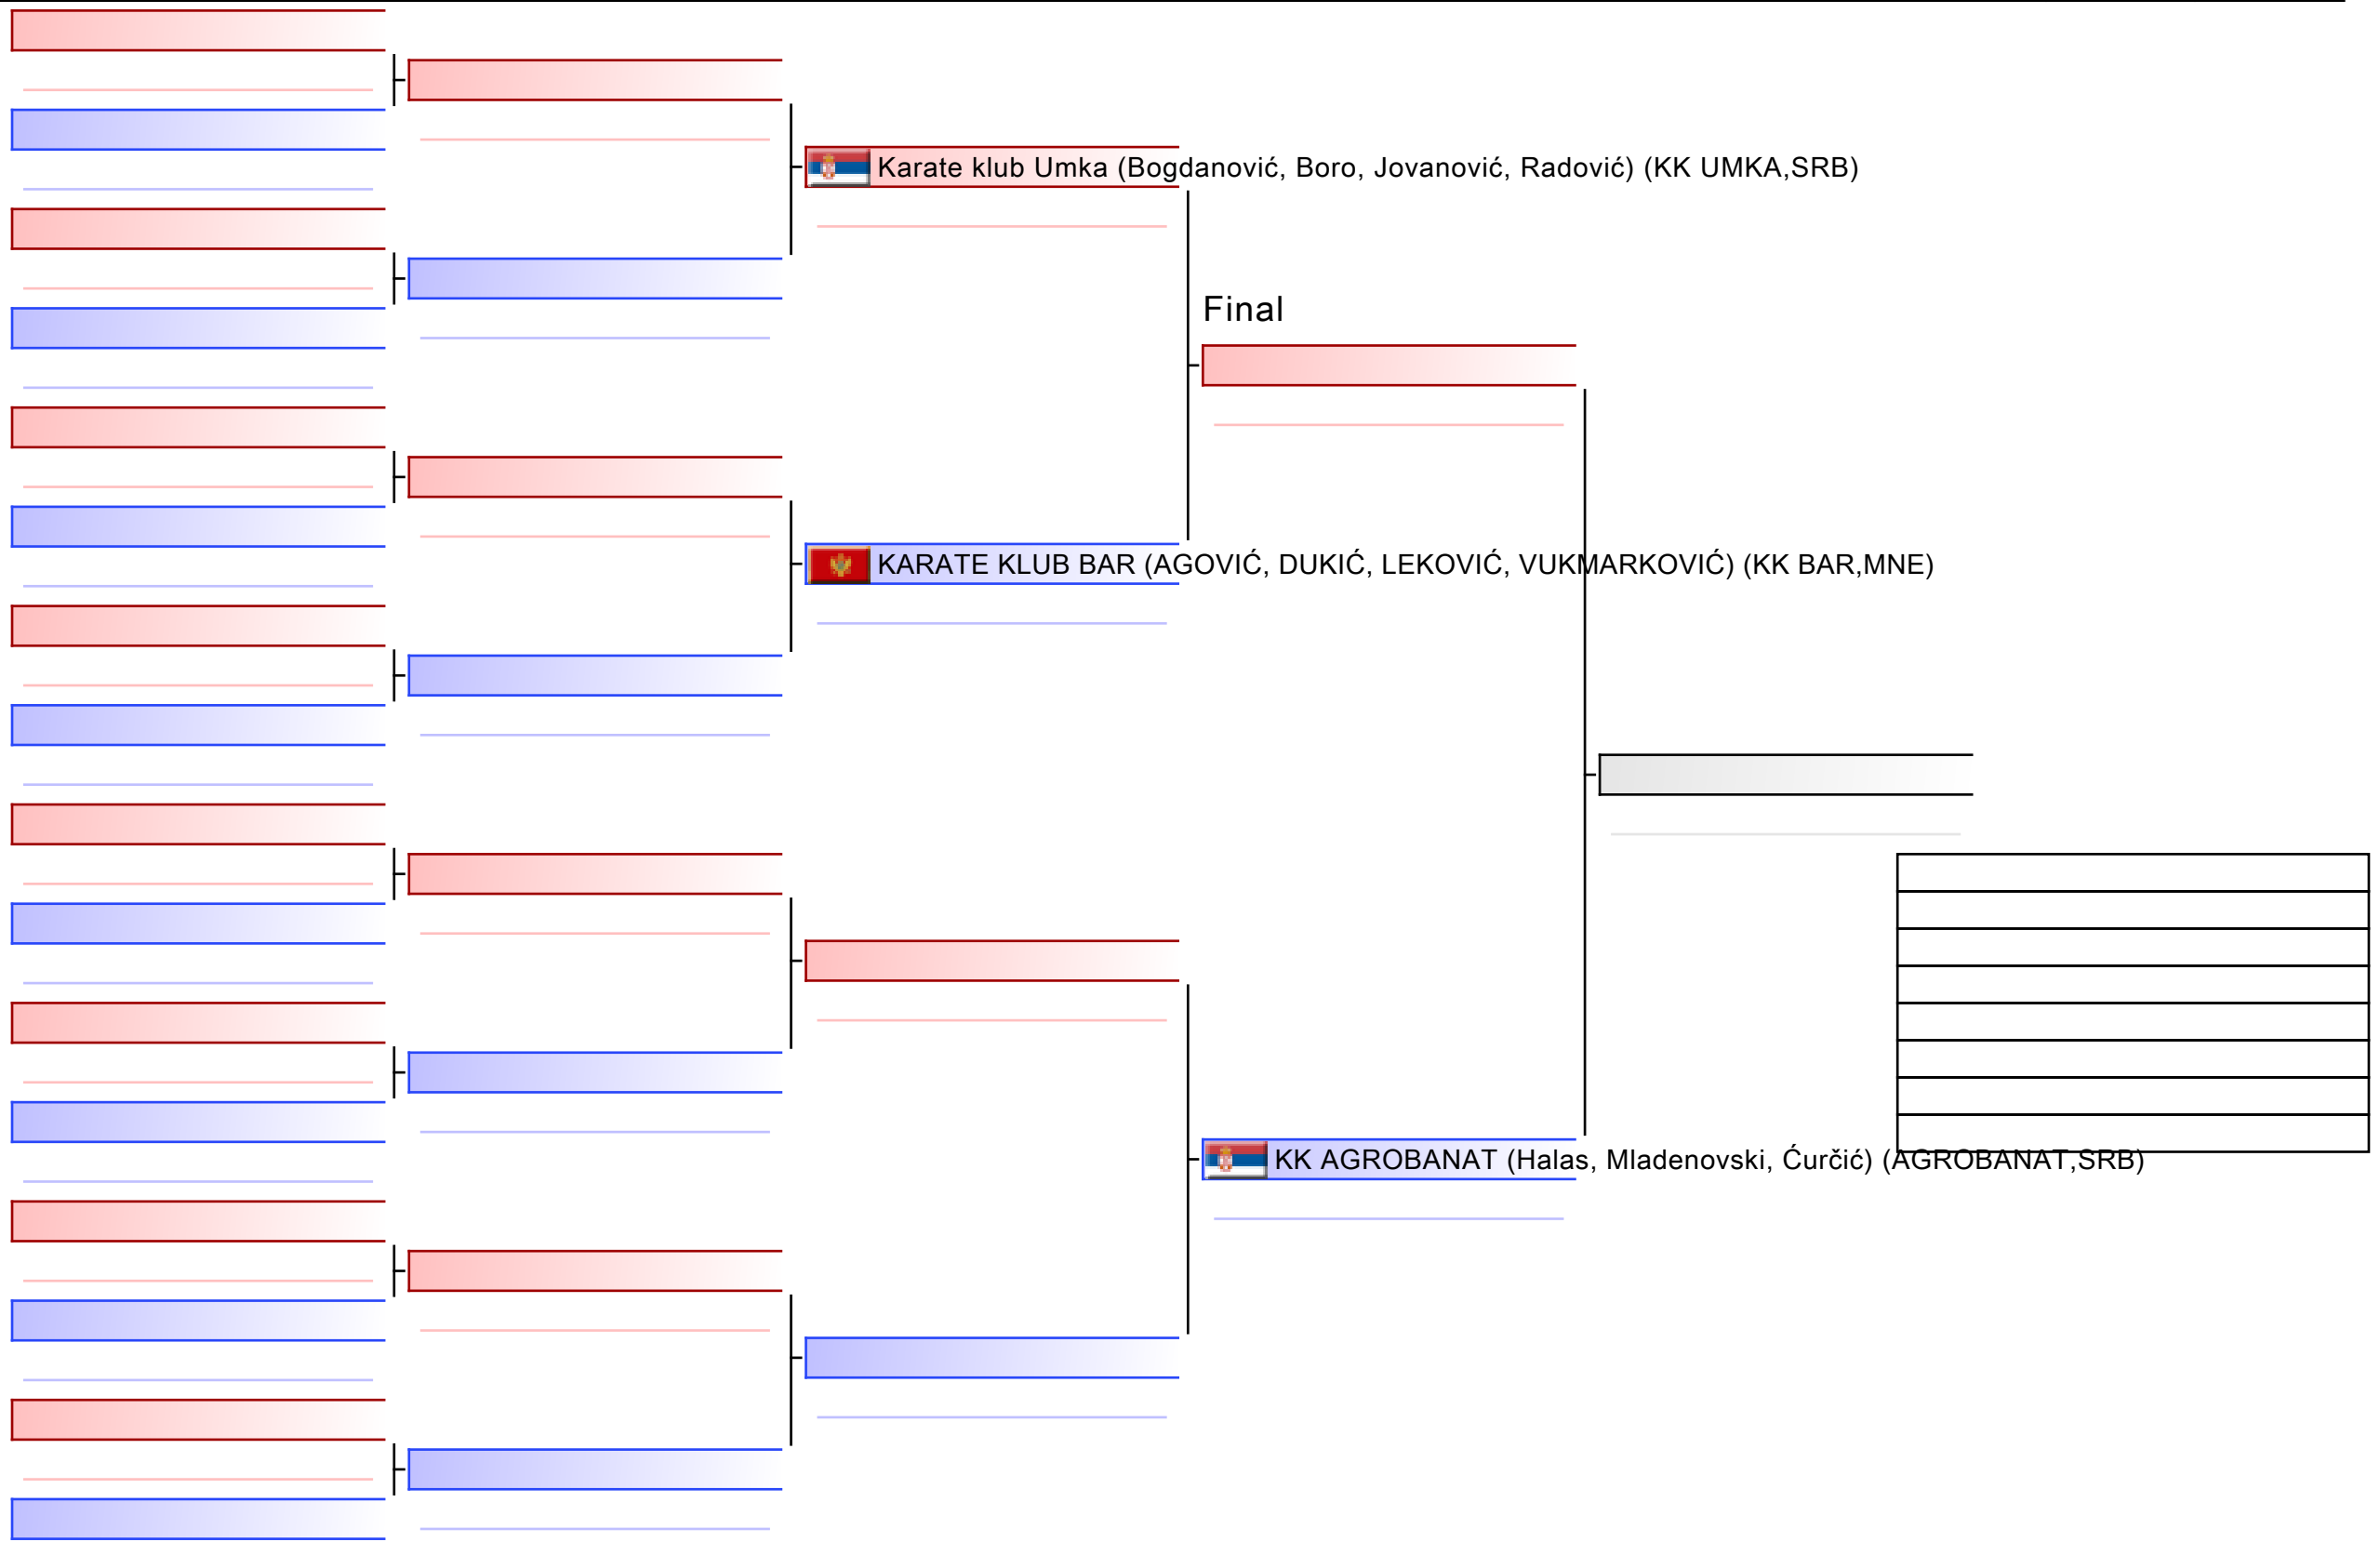 Karate klub Umka (Bogdanović, Boro, Jovanović, Radović) (KK UMKA,SRB)
Final
KARATE KLUB BAR (AGOVIĆ, DUKIĆ, LEKOVIĆ, VUKMARKOVIĆ) (KK BAR,MNE)
KK AGROBANAT (Halas, Mladenovski, Ćurčić) (AGROBANAT,SRB)